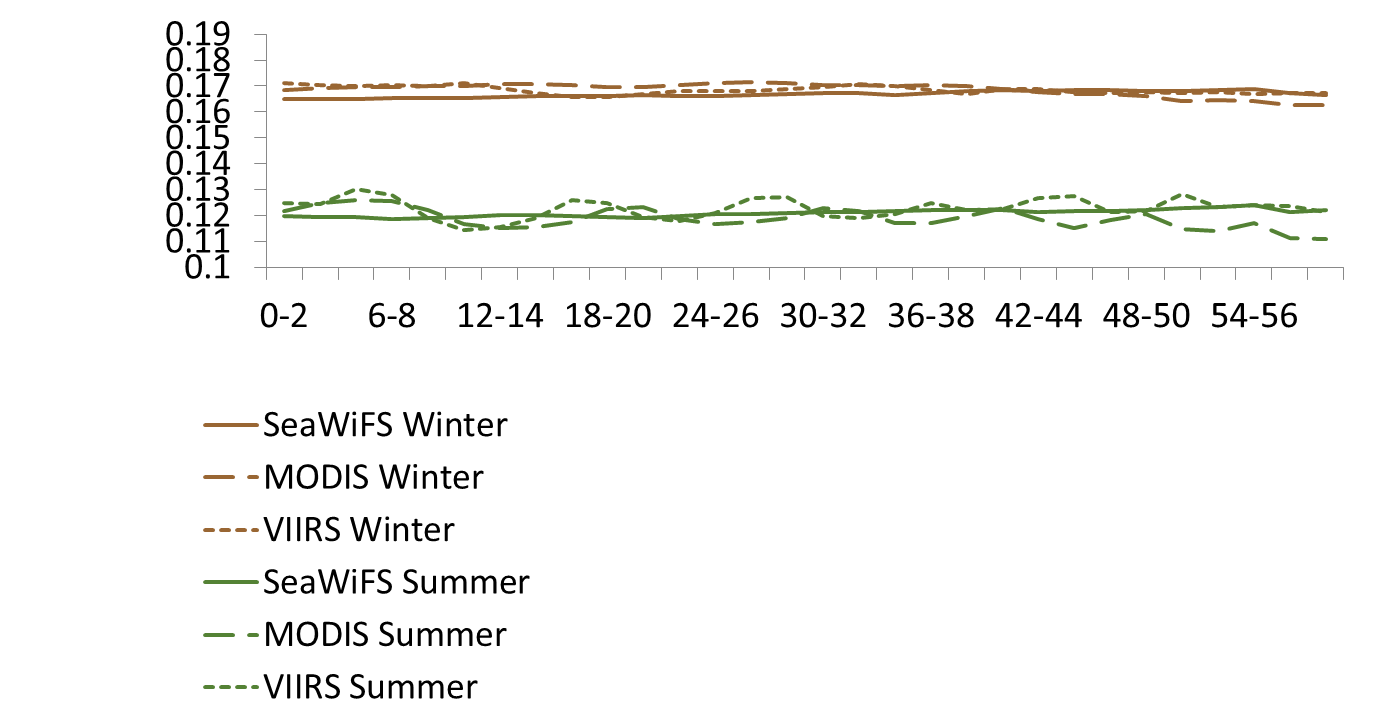 0.19
0.18
0.17
0.16
0.15
0.14
0.13
0.12
0.11
0.1
0-2 6-8 12-14 18-20 24-26 30-32 36-38 42-44 48-50 54-56
SeaWiFS Winter
MODIS Winter
VIIRS Winter
SeaWiFS Summer
MODIS Summer
VIIRS Summer